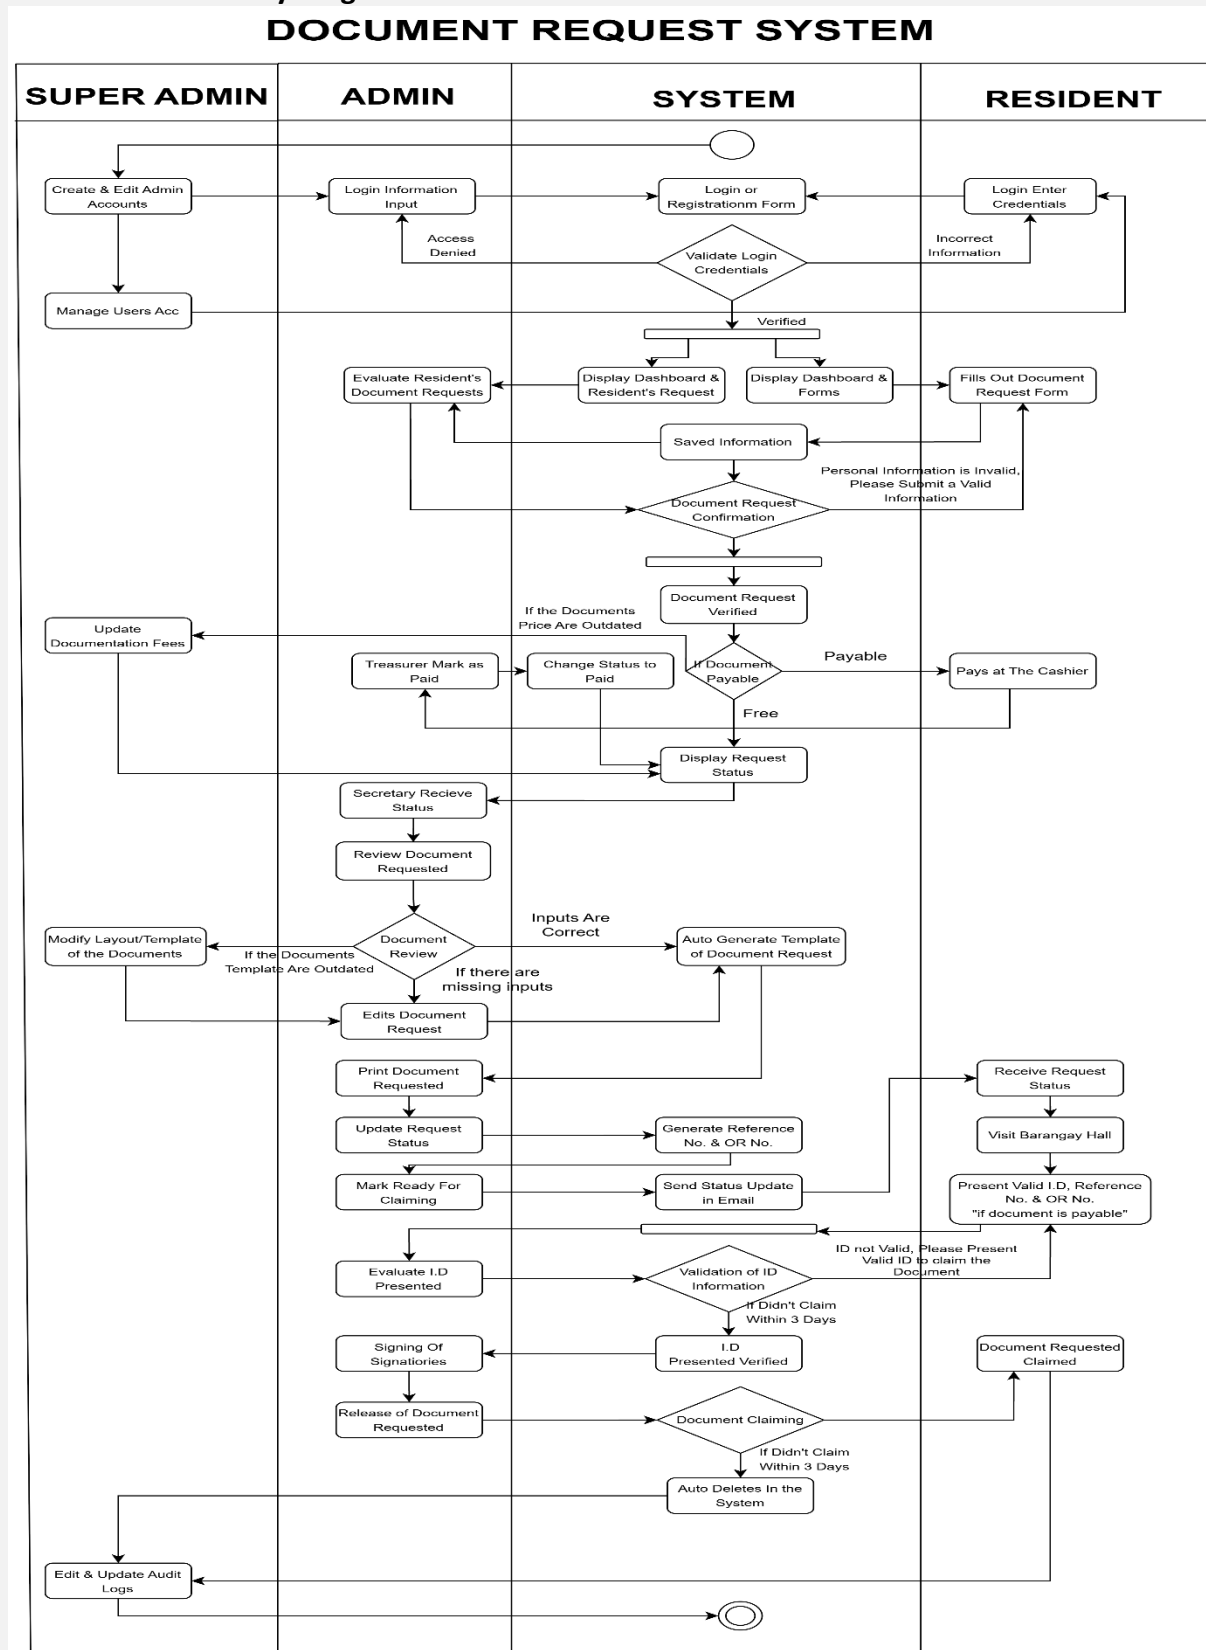 DOCUMENT REQUEST SYSTEM
SUPER ADMIN
ADMIN
SYSTEM
RESIDENT
Create & Edit Admin
Accounts
Login Information
Input
Login or
Registrationm Form
Login Enter
Credentials
Access
Denied
Validate Login
Credentials
Incorrect
Information
Manage Users Acc
Verified
Evaluate Resident's
Document Requests
Display Dashboard &
Resident's Request
Display Dashboard &
Forms
Fills Out Document
Request Form
Saved Information
Personal Information is Invalid,
Please Submit a Valid
Information
Document Request
Confirmation
Document Request
Verified
If the Documents
Price Are Outdated
Update
Documentation Fees
Treasurer Mark as
Paid
Change Status to
Paid
If Document
Payable
Payable
Pays at The Cashier
Free
Display Request
Status
Secretary Recieve
Status
Review Document
Requested
Modify Layout/Template
of the Documents
If the Documents
Template Are Outdated
Document
Review
Inputs Are
Correct
If there are
missing inputs
Auto Generate Template
of Document Request
Edits Document
Request
Print Document
Requested
Receive Request
Status
Update Request
Status
Generate Reference
No. & OR No.
Visit Barangay Hall
Mark Ready For
Claiming
Send Status Update
in Email
Present Valid I.D, Reference
No. & OR No.
"if document is payable"
Evaluate I.D
Presented
Validation of ID
Information
ID not Valid, Please Present
Valid ID to claim the
Document
If Didn't Claim
Within 3 Days
Signing Of
Signatiories
I.D
Presented Verified
Document Requested
Claimed
Release of Document
Requested
Document Claiming
If Didn't Claim
Within 3 Days
Auto Deletes In the
System
Edit & Update Audit
Logs